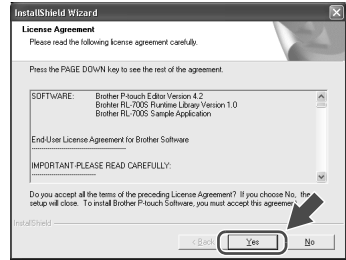 InstallShield Wizard
License Agreement
Please read the following license agreement carefully.
Press the PAGE DOWN key to see the rest of the agreement.
SOFTWARE: Brother P-touch Editor Version 4.2
Brohter RL-700S Runtime Library Version 1.0
Brother RL-700S Sample Application
End-User License Agreement for Brother Software
IMPORTANT-PLEASE READ CAREFULLY:
Do you accept all the terms of the preceding License Agreement? If you choose No, the
setup will close. To install Brother P-touch Software, you must accept this agreement.
InstallShield
< Back Yes No